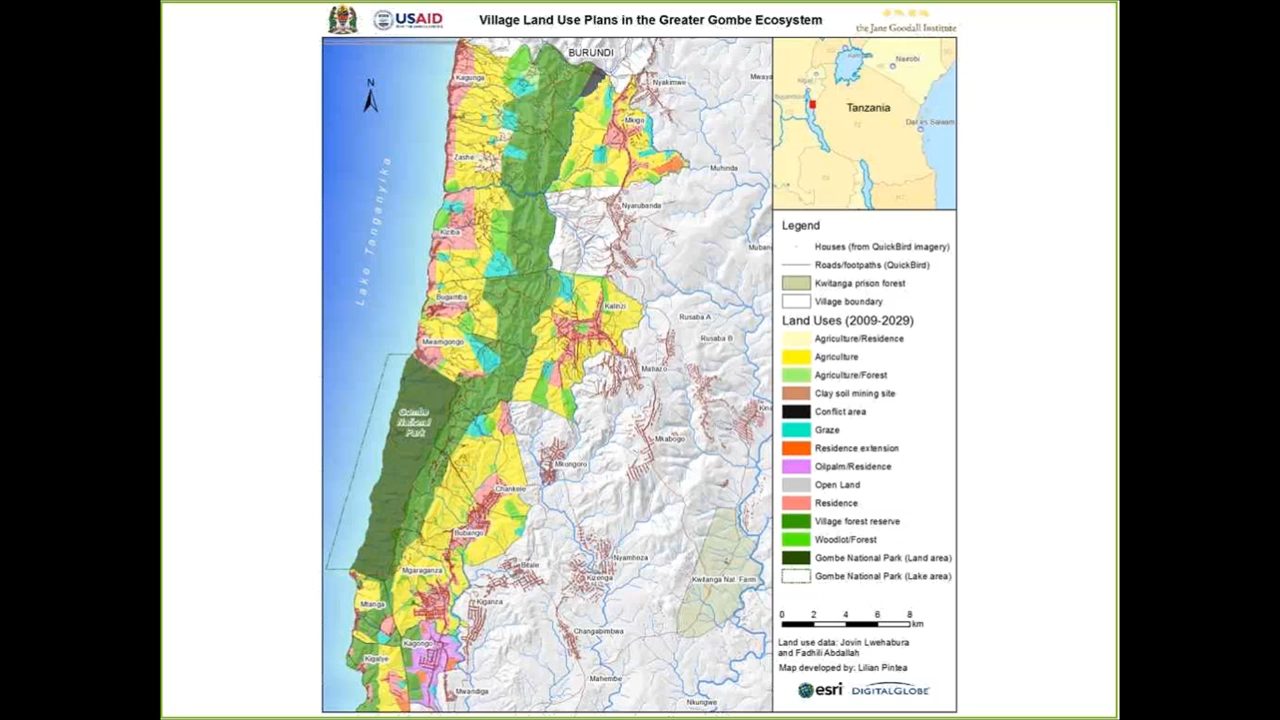 USAID
Village Land Use Plans in the Greater Gombe Ecosystem
the Jane Goodall Institute
BURUNDI
N
Kagunga
Nyakimwe
Mkigo
Zashe
Muhinda
Nyarubanda
Kiziba
Lake Tanganyika
Bugamba
Kalinzi
Rusaba A
Rusaba B
Mwamgongo
Matiazo
Gombe
National
Park
Mkabogo
Mkongoro
Chankele
Bubango
Nyamhoza
Bitale
Kizenga
Kwitanga Nat. Farm
Mgaraganza
Mtanga
Kiganza
Changabimbwa
Kagongo
Kigalye
Mahembe
Mwandiga
Nkungwe
Nairobi
Tanzania
Dar es Salaam
Legend
Houses (from QuickBird imagery)
Roads/footpaths (QuickBird)
Kwitanga prison forest
Village boundary
Land Uses (2009-2029)
Agriculture/Residence
Agriculture
Agriculture/Forest
Clay soil mining site
Conflict area
Graze
Residence extension
Oilpalm/Residence
Open Land
Residence
Village forest reserve
Woodlot/Forest
Gombe National Park (Land area)
Gombe National Park (Lake area)
0 2 4 6 8
km
Land use data: Jovin Lwehabura
and Fadhili Abdallah
Map developed by: Lilian Pintea
esri DIGITALGLOBE